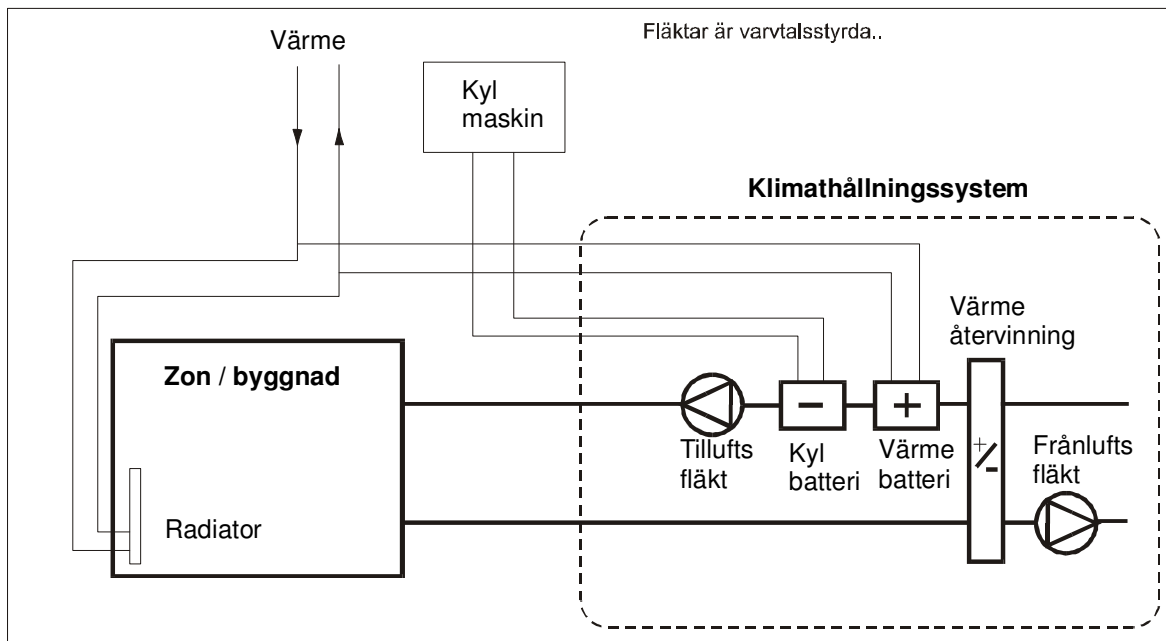 Fläktar är varvtalsstyrda..
Värme
Kyl
maskin
Klimathållningssystem
Värme
återvinning
Zon / byggnad
−
+
+
-
Tillufts
fläkt
Kyl
batteri
Värme
batteri
Frånlufts
fläkt
Radiator